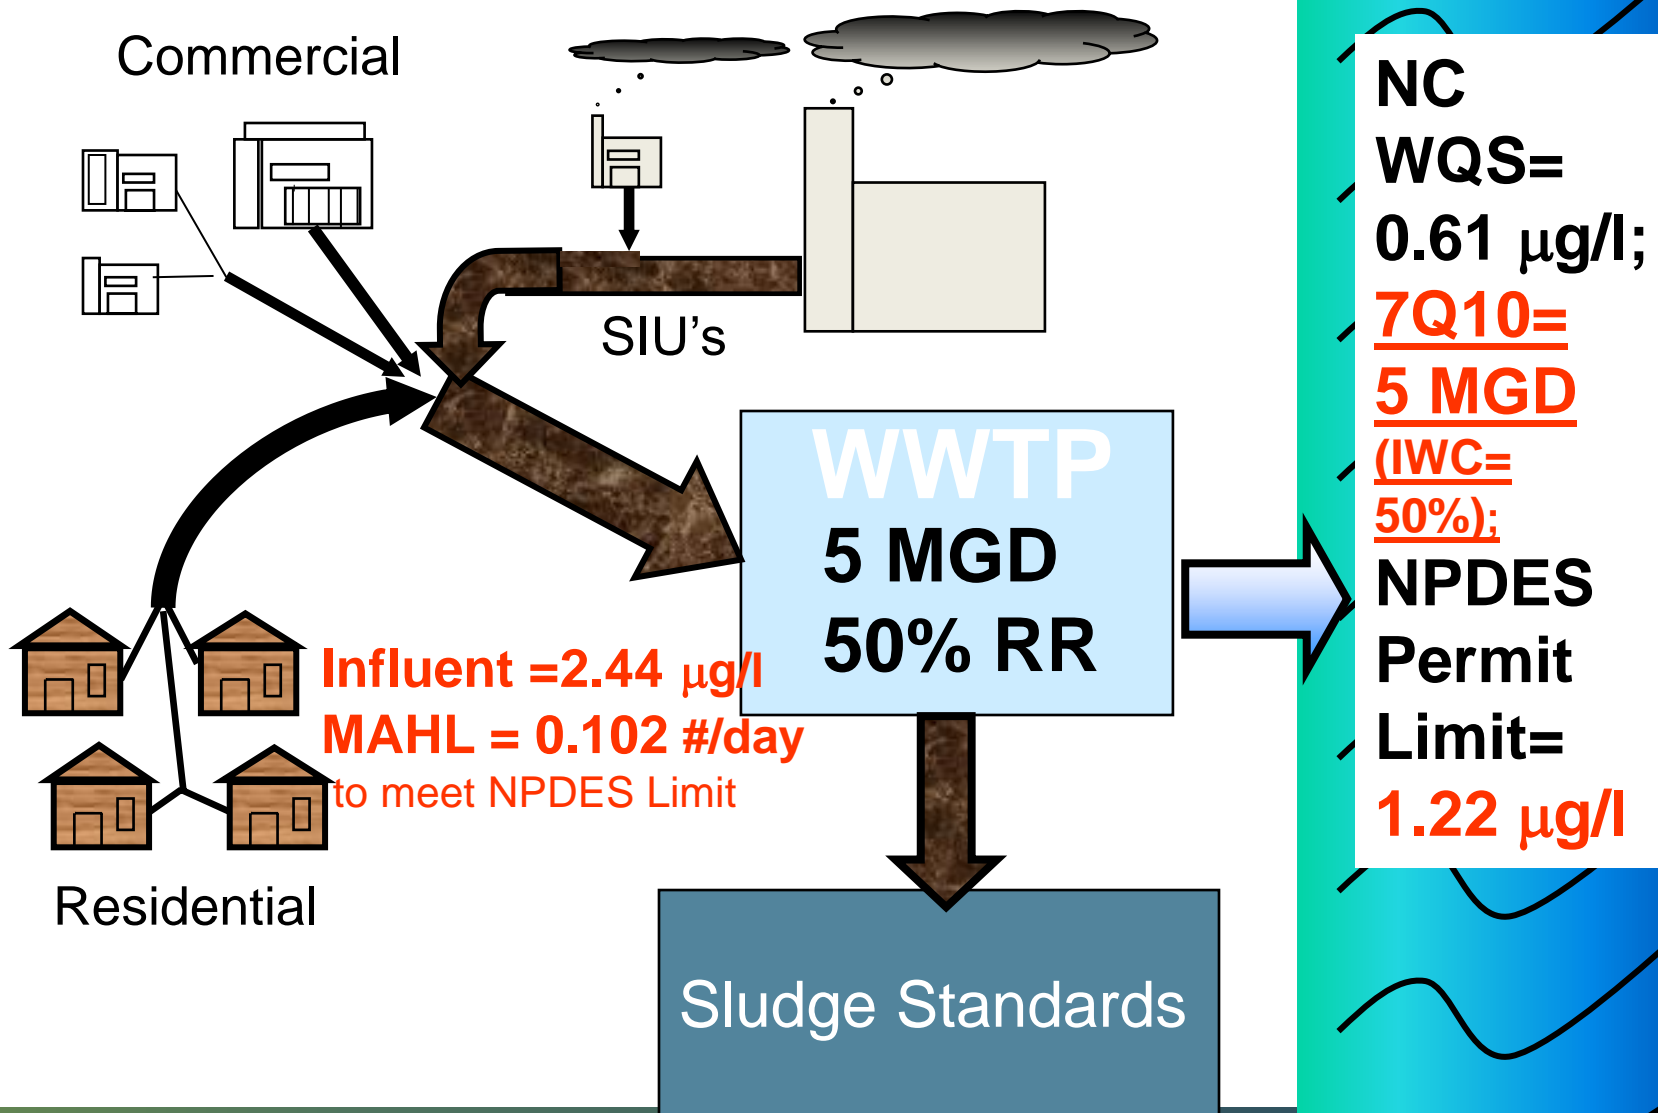 Commercial
SIU's
WWTP
5 MGD
50% RR
Influent =2.44 μg/l
MAHL = 0.102 #/day
to meet NPDES Limit
Residential
Sludge Standards
NC
WQS=
0.61 μg/l;
7Q10=
5 MGD
(IWC=
50%);
NPDES
Permit
Limit=
1.22 μg/l